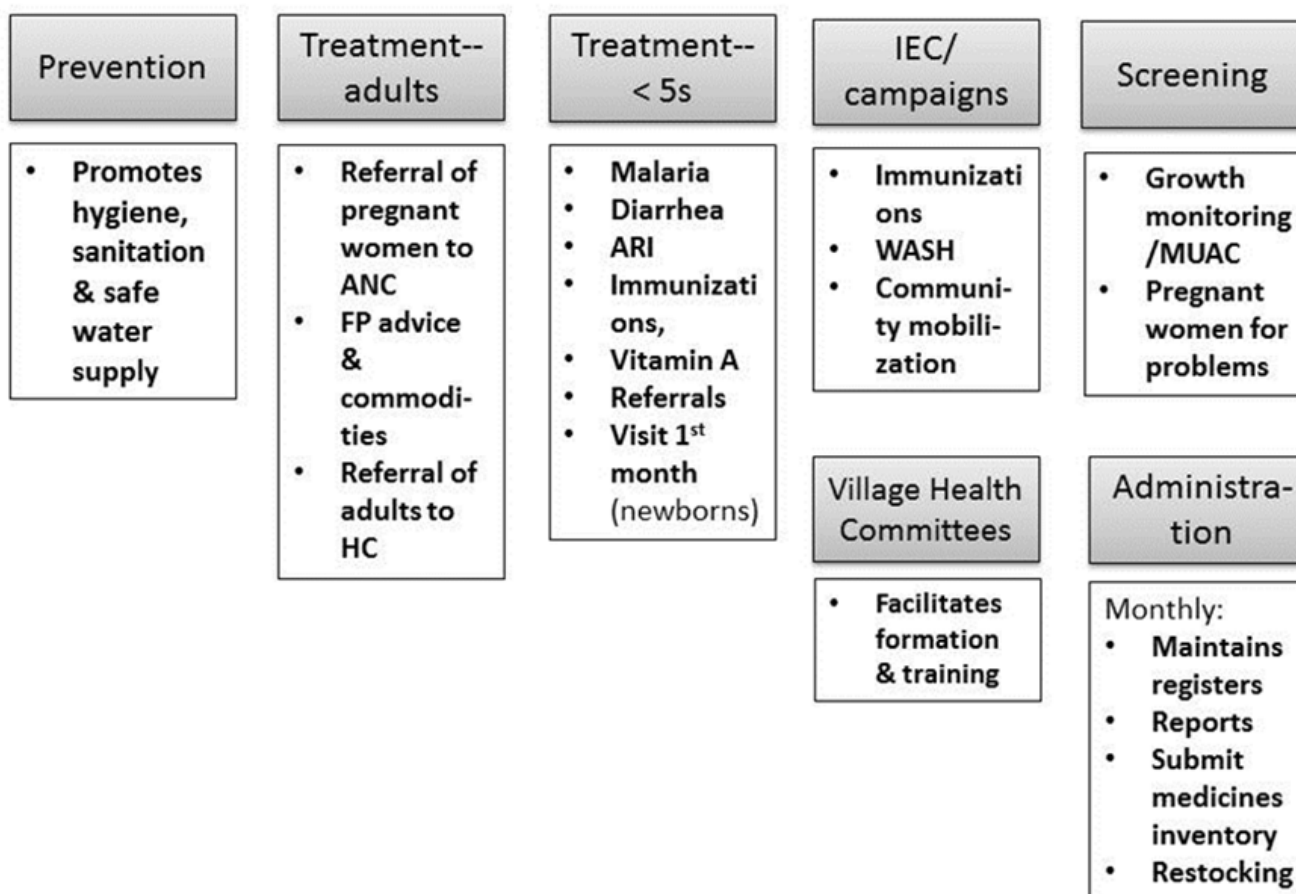 Prevention
• Promotes
hygiene,
sanitation
& safe
water
supply
Treatment--
adults
• Referral of
pregnant
women to
ANC
• FP advice
&
commodi-
ties
• Referral of
adults to
HC
Treatment--
< 5s
• Malaria
• Diarrhea
• ARI
• Immunizati
ons,
• Vitamin A
• Referrals
• Visit 1st
month
(newborns)
IEC/
campaigns
• Immunizati
ons
• WASH
• Communi-
ty mobili-
zation
Screening
• Growth
monitoring
/MUAC
• Pregnant
women for
problems
Village Health
Committees
• Facilitates
formation
& training
Administra-
tion
Monthly:
• Maintains
registers
• Reports
• Submit
medicines
inventory
• Restocking